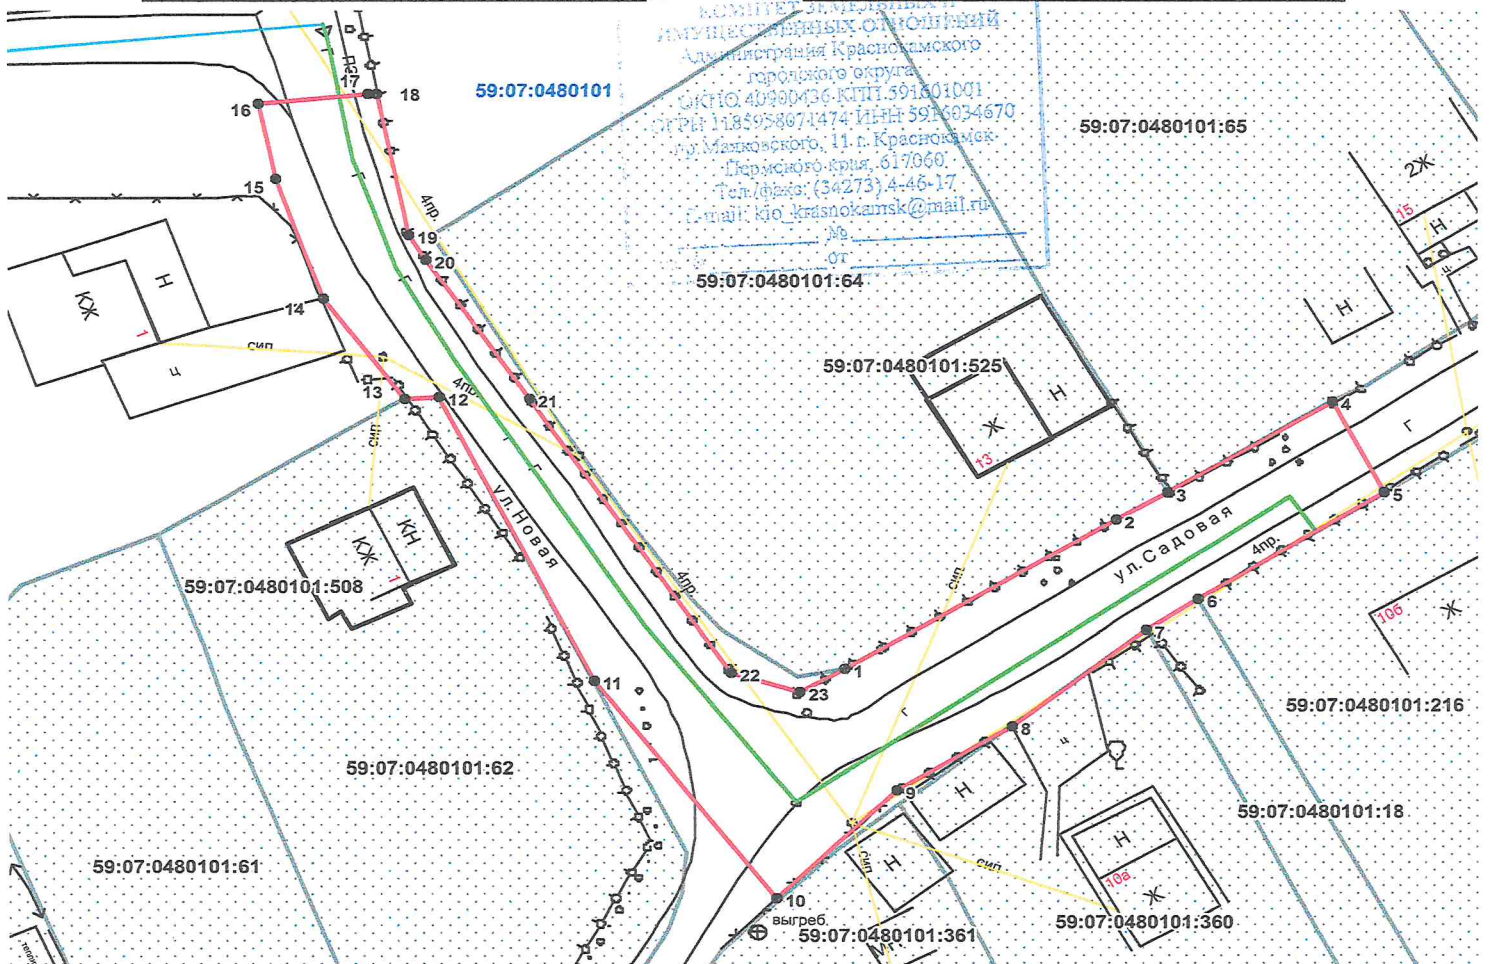 КОМИТЕТ ЗЕМЕЛЬНЫХ И
ИМУЩЕСТВЕННЫХ ОТНОШЕНИЙ
Администрация Краснокамского
городского округа
ОКПО 40900436 КПП 591601001
ОГРН 1185958071474 ИНН 5916034670
пр. Маяковского, 11 г. Краснокамск
Пермского края, 617060
Тел./факс: (34273) 4-46-17
E-mail: kio_krasnokamsk@mail.ru
№
от
59:07:0480101
59:07:0480101:65
59:07:0480101:64
59:07:0480101:525
59:07:0480101:508
59:07:0480101:62
59:07:0480101:61
59:07:0480101:216
59:07:0480101:18
59:07:0480101:360
59:07:0480101:361
17
18
16
15
19
20
14
13
12
21
4
3
5
2
6
7
1
22
23
11
8
9
10
ГЭП
4пр.
4пр.
4пр.
4пр.
ул.Новая
ул.Садовая
КЖ
Н
1
ц
сип
сип
КЖ
КН
1
2Ж
15
Н
Н
ц
Ж
Н
13
сип
Г
Г
10б
Ж
ц
Н
Н
сип
сип
Н
10а
Ж
выгреб.